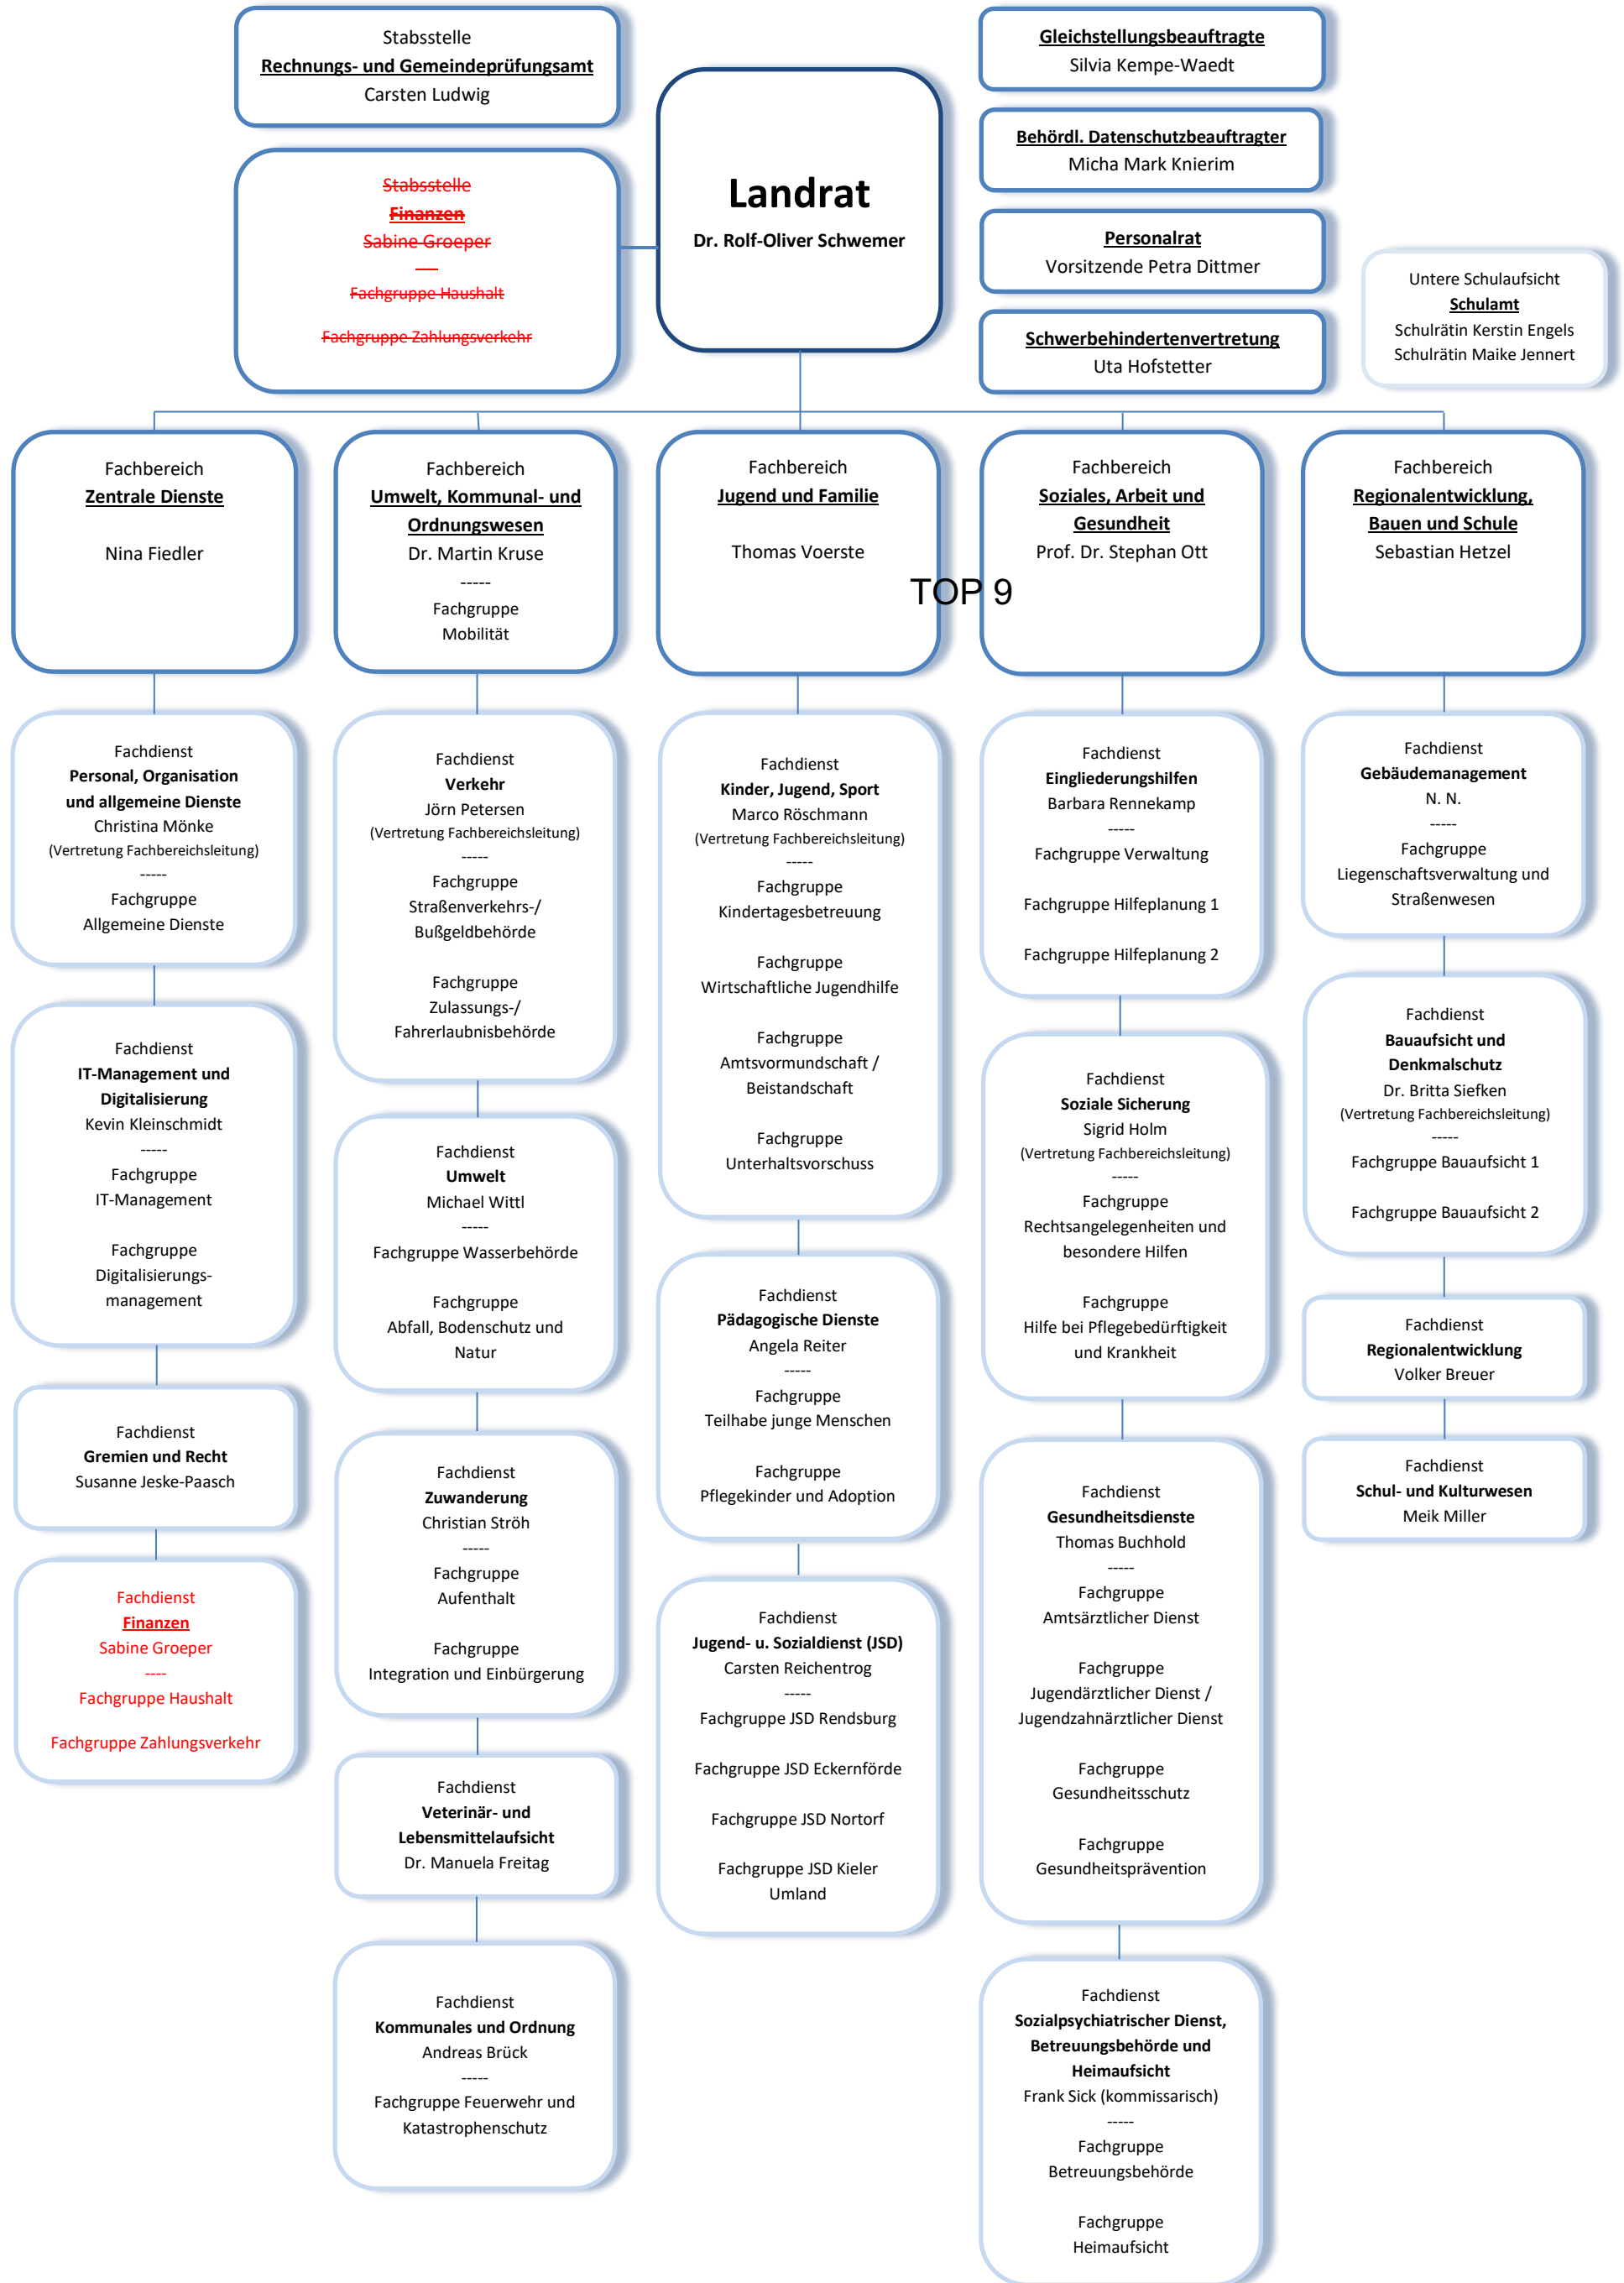 Stabsstelle
Rechnungs- und Gemeindeprüfungsamt
Carsten Ludwig
Stabsstelle
Finanzen
Sabine Groeper
Fachgruppe Haushalt
Fachgruppe Zahlungsverkehr
Landrat
Dr. Rolf-Oliver Schwemer
Gleichstellungsbeauftragte
Silvia Kempe-Waedt
Behördl. Datenschutzbeauftragter
Micha Mark Knierim
Personalrat
Vorsitzende Petra Dittmer
Schwerbehindertenvertretung
Uta Hofstetter
Untere Schulaufsicht
Schulamt
Schulrätin Kerstin Engels
Schulrätin Maike Jennert
Fachbereich
Zentrale Dienste
Nina Fiedler
Fachbereich
Umwelt, Kommunal- und
Ordnungswesen
Dr. Martin Kruse
-----
Fachgruppe
Mobilität
Fachbereich
Jugend und Familie
Thomas Voerste
Fachbereich
Soziales, Arbeit und
Gesundheit
Prof. Dr. Stephan Ott
TOP 9
Fachbereich
Regionalentwicklung,
Bauen und Schule
Sebastian Hetzel
Fachdienst
Personal, Organisation
und allgemeine Dienste
Christina Mönke
(Vertretung Fachbereichsleitung)
-----
Fachgruppe
Allgemeine Dienste
Fachdienst
IT-Management und
Digitalisierung
Kevin Kleinschmidt
-----
Fachgruppe
IT-Management
Fachgruppe
Digitalisierungs-
management
Fachdienst
Gremien und Recht
Susanne Jeske-Paasch
Fachdienst
Finanzen
Sabine Groeper
----
Fachgruppe Haushalt
Fachgruppe Zahlungsverkehr
Fachdienst
Verkehr
Jörn Petersen
(Vertretung Fachbereichsleitung)
-----
Fachgruppe
Straßenverkehrs-/
Bußgeldbehörde
Fachgruppe
Zulassungs-/
Fahrerlaubnisbehörde
Fachdienst
Umwelt
Michael Wittl
-----
Fachgruppe Wasserbehörde
Fachgruppe
Abfall, Bodenschutz und
Natur
Fachdienst
Zuwanderung
Christian Ströh
-----
Fachgruppe
Aufenthalt
Fachgruppe
Integration und Einbürgerung
Fachdienst
Veterinär- und
Lebensmittelaufsicht
Dr. Manuela Freitag
Fachdienst
Kommunales und Ordnung
Andreas Brück
-----
Fachgruppe Feuerwehr und
Katastrophenschutz
Fachdienst
Kinder, Jugend, Sport
Marco Röschmann
(Vertretung Fachbereichsleitung)
-----
Fachgruppe
Kindertagesbetreuung
Fachgruppe
Wirtschaftliche Jugendhilfe
Fachgruppe
Amtsvormundschaft /
Beistandschaft
Fachgruppe
Unterhaltsvorschuss
Fachdienst
Pädagogische Dienste
Angela Reiter
-----
Fachgruppe
Teilhabe junge Menschen
Fachgruppe
Pflegekinder und Adoption
Fachdienst
Jugend- u. Sozialdienst (JSD)
Carsten Reichentrog
-----
Fachgruppe JSD Rendsburg
Fachgruppe JSD Eckernförde
Fachgruppe JSD Nortorf
Fachgruppe JSD Kieler
Umland
Fachdienst
Eingliederungshilfen
Barbara Rennekamp
-----
Fachgruppe Verwaltung
Fachgruppe Hilfeplanung 1
Fachgruppe Hilfeplanung 2
Fachdienst
Soziale Sicherung
Sigrid Holm
(Vertretung Fachbereichsleitung)
-----
Fachgruppe
Rechtsangelegenheiten und
besondere Hilfen
Fachgruppe
Hilfe bei Pflegebedürftigkeit
und Krankheit
Fachdienst
Gesundheitsdienste
Thomas Buchhold
-----
Fachgruppe
Amtsärztlicher Dienst
Fachgruppe
Jugendärztlicher Dienst /
Jugendzahnärztlicher Dienst
Fachgruppe
Gesundheitsschutz
Fachgruppe
Gesundheitsprävention
Fachdienst
Sozialpsychiatrischer Dienst,
Betreuungsbehörde und
Heimaufsicht
Frank Sick (kommissarisch)
-----
Fachgruppe
Betreuungsbehörde
Fachgruppe
Heimaufsicht
Fachdienst
Gebäudemanagement
N. N.
-----
Fachgruppe
Liegenschaftsverwaltung und
Straßenwesen
Fachdienst
Bauaufsicht und
Denkmalschutz
Dr. Britta Siefken
(Vertretung Fachbereichsleitung)
-----
Fachgruppe Bauaufsicht 1
Fachgruppe Bauaufsicht 2
Fachdienst
Regionalentwicklung
Volker Breuer
Fachdienst
Schul- und Kulturwesen
Meik Miller